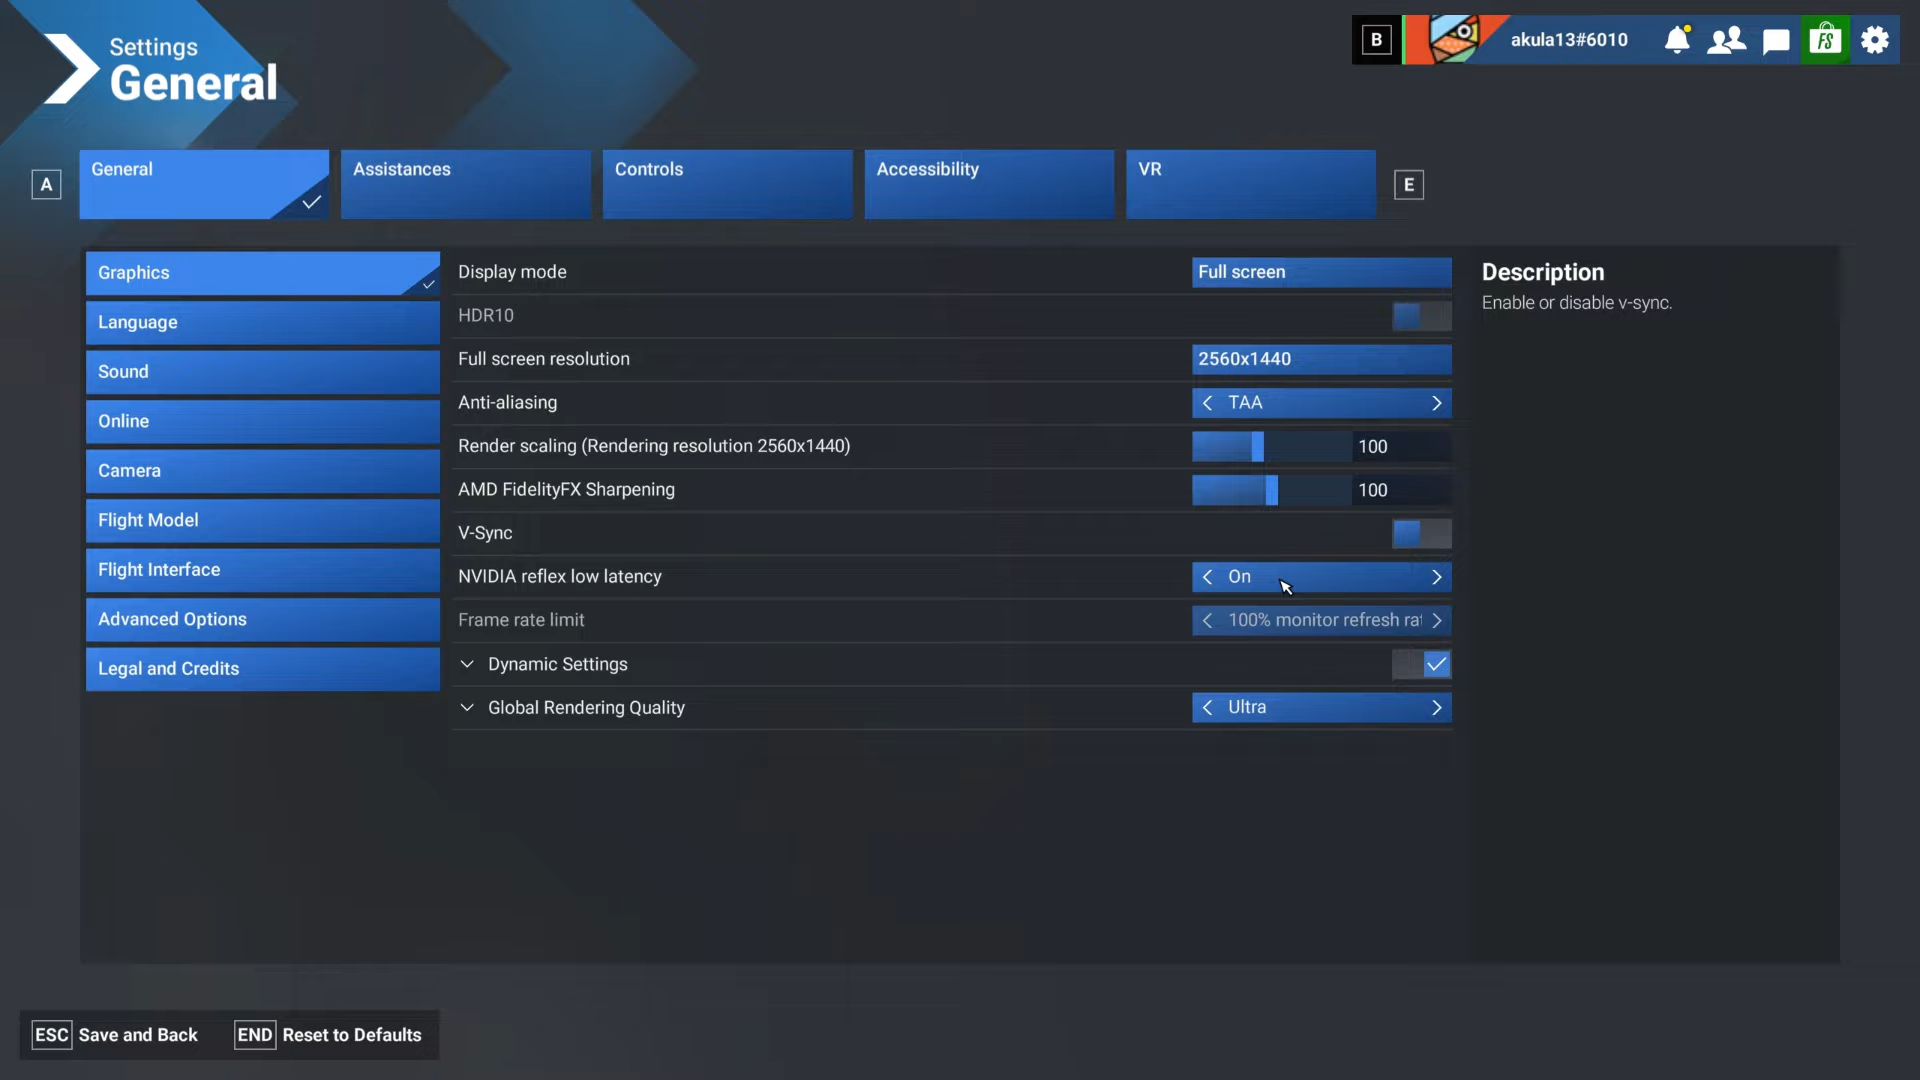 Settings
General
B
akula13#6010
FS
A
General
Assistances
Controls
Accessibility
VR
E
Graphics
Language
Sound
Online
Camera
Flight Model
Flight Interface
Advanced Options
Legal and Credits
Display mode
Full screen
HDR10
Full screen resolution
2560x1440
Anti-aliasing
TAA
Render scaling (Rendering resolution 2560x1440)
100
AMD FidelityFX Sharpening
100
V-Sync
NVIDIA reflex low latency
On
Frame rate limit
100% monitor refresh rat
Dynamic Settings
Global Rendering Quality
Ultra
Description
Enable or disable v-sync.
ESC Save and Back
END Reset to Defaults